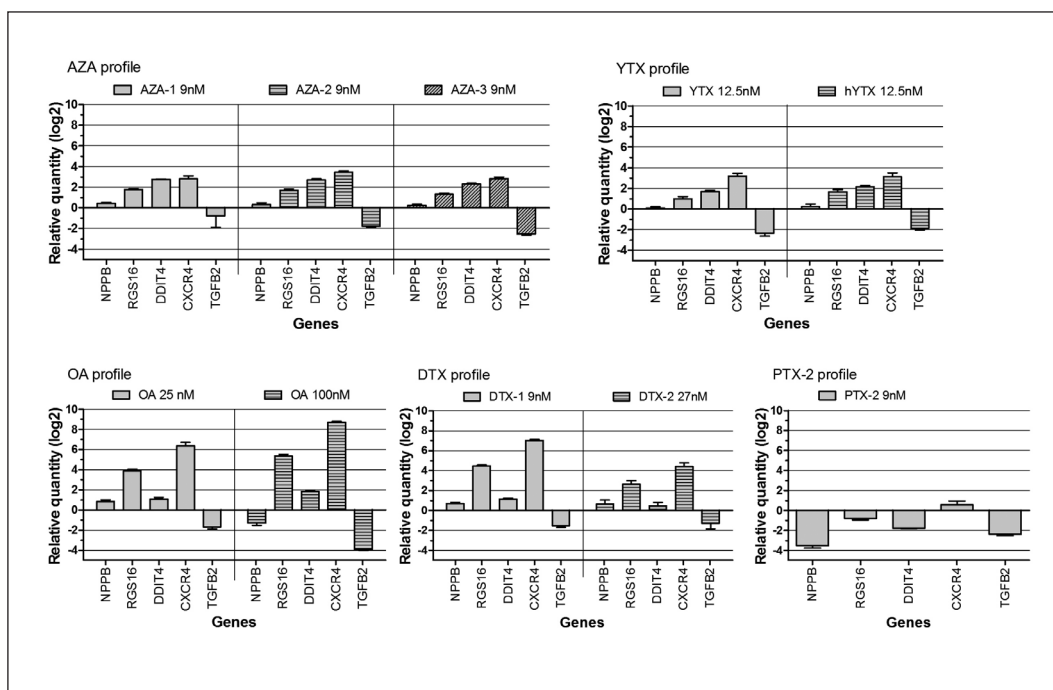 AZA profile
AZA-1 9nM AZA-2 9nM AZA-3 9nM
Relative quantity (log2)
10
8
6
4
2
0
-2
-4
NPPB RGS16 DDIT4 CXCR4 TGFB2 NPPB RGS16 DDIT4 CXCR4 TGFB2 NPPB RGS16 DDIT4 CXCR4 TGFB2
Genes
YTX profile
YTX 12.5nM hYTX 12.5nM
Relative quantity (log2)
10
8
6
4
2
0
-2
-4
NPPB RGS16 DDIT4 CXCR4 TGFB2 NPPB RGS16 DDIT4 CXCR4 TGFB2
Genes
OA profile
OA 25 nM OA 100nM
Relative quantity (log2)
10
8
6
4
2
0
-2
-4
NPPB RGS16 DDIT4 CXCR4 TGFB2 NPPB RGS16 DDIT4 CXCR4 TGFB2
Genes
DTX profile
DTX-1 9nM DTX-2 27nM
Relative quantity (log2)
10
8
6
4
2
0
-2
-4
NPPB RGS16 DDIT4 CXCR4 TGFB2 NPPB RGS16 DDIT4 CXCR4 TGFB2
Genes
PTX-2 profile
PTX-2 9nM
Relative quantity (log2)
10
8
6
4
2
0
-2
-4
NPPB RGS16 DDIT4 CXCR4 TGFB2
Genes